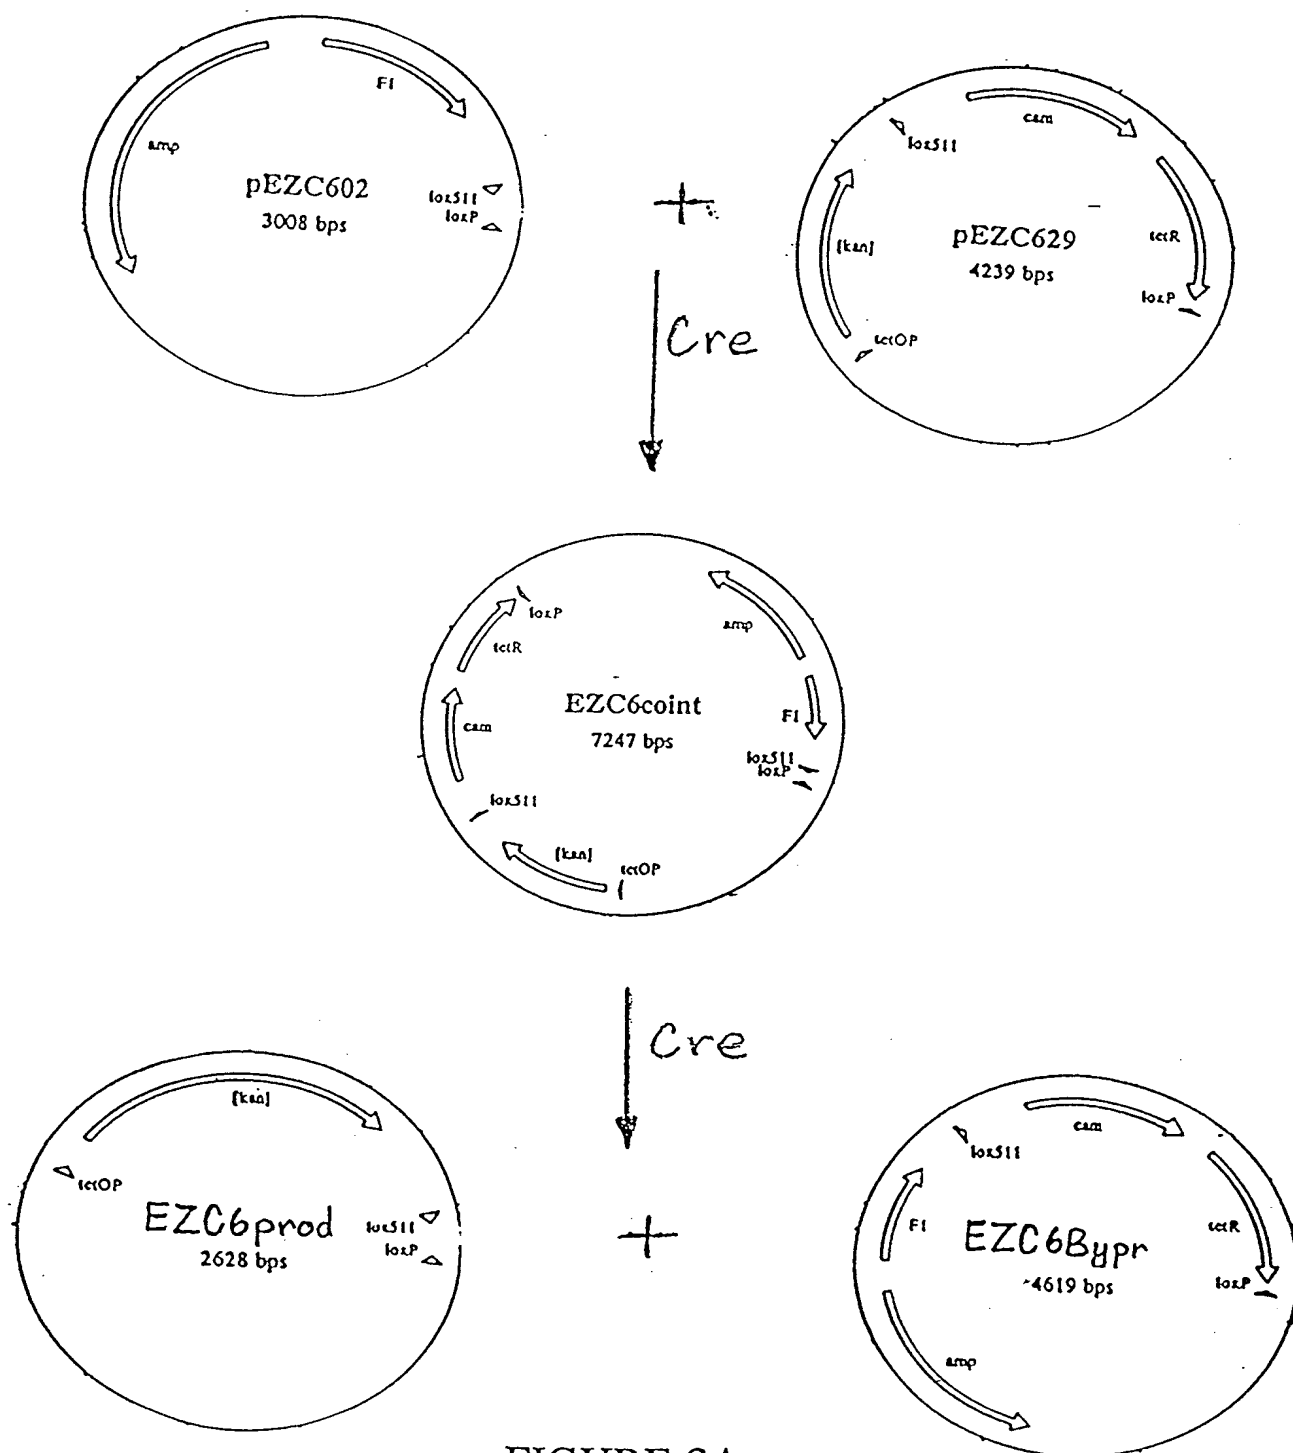 F1
amp
pEZC602
3008 bps
lox511
loxP
+
cam
lox511
[kan]
pEZC629
4239 bps
tetR
loxP
tetOP
Cre
loxP
amp
tetR
EZC6coint
7247 bps
F1
cam
lox511
loxP
lox511
[kan]
tetOP
Cre
[kan]
tetOP
EZC6prod
2628 bps
lox511
loxP
+
cam
lox511
F1
EZC6Bypr
4619 bps
tetR
loxP
amp